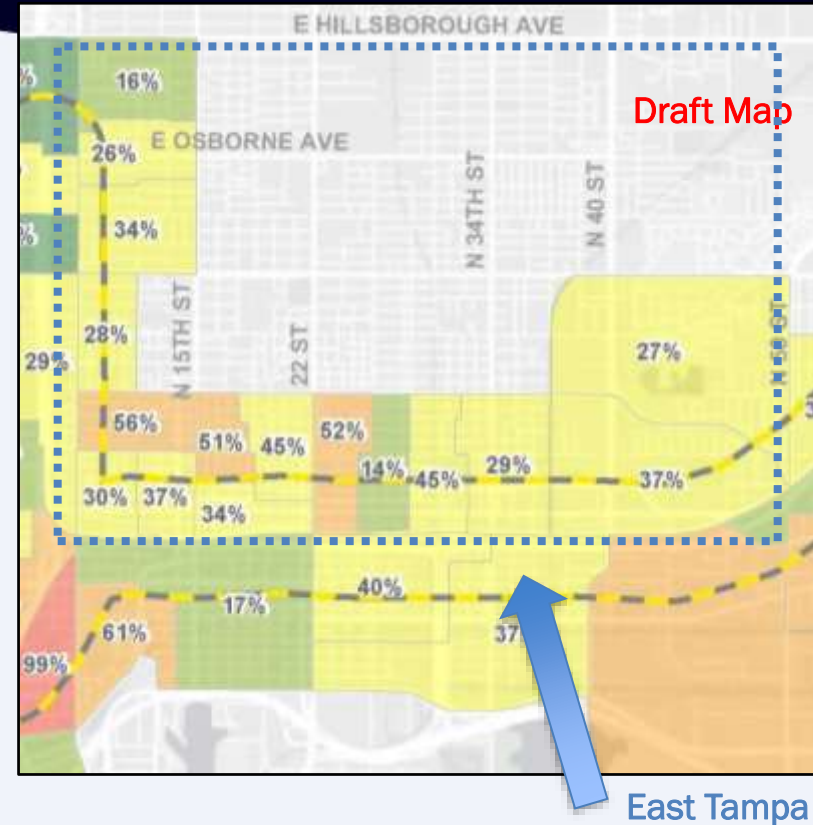 E HILLSBOROUGH AVE
%
16%
Draft Map
26%
E OSBORNE AVE
34%
%
N 34TH ST
N 40 ST
28%
29%
N 15TH ST
22 ST
27%
N 50 ST
56%
51%
45%
52%
14%
45%
29%
37%
3
30%
37%
34%
40%
17%
61%
37
99%
East Tampa